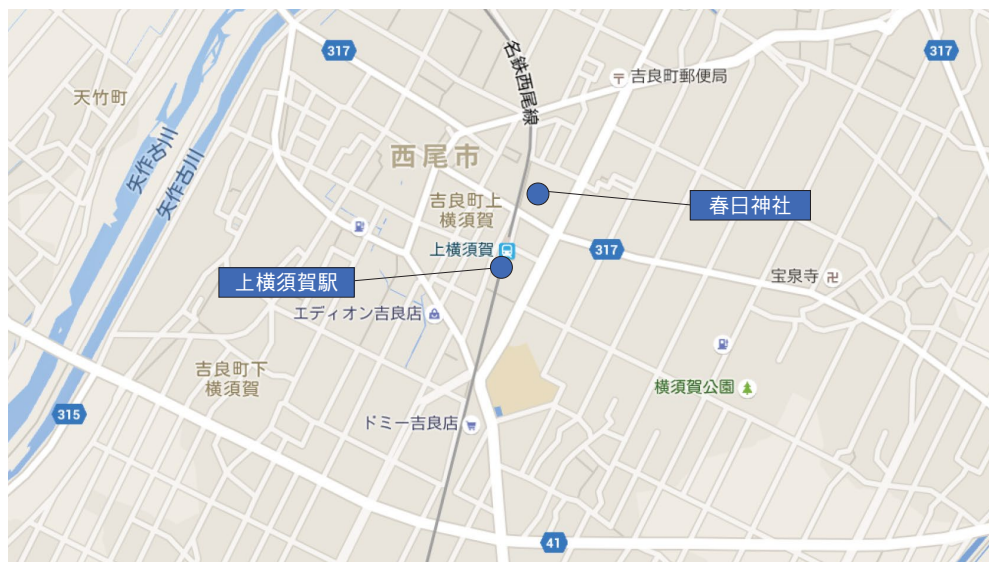 317
名鉄西尾線
317
吉良町郵便局
天竹町
矢作古川
矢作古川
西尾市
吉良町上
横須賀
春日神社
上横須賀
317
上横須賀駅
宝泉寺
エディオン吉良店
吉良町下
横須賀
横須賀公園
315
ドミー吉良店
41